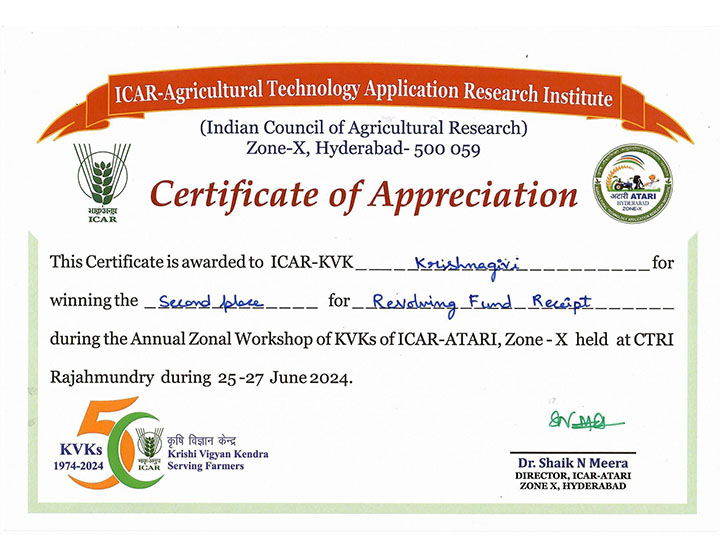 ICAR-Agricultural Technology Application Research Institute
(Indian Council of Agricultural Research)
Zone-X, Hyderabad- 500 059
भाकृअनुप
ICAR
Certificate of Appreciation
अटारी ATARI
HYDERABAD
ZONE-X
This Certificate is awarded to ICAR-KVK Krishnagiri for
winning the Second place for Revolving Fund Receipt
during the Annual Zonal Workshop of KVKs of ICAR-ATARI, Zone - X held at CTRI
Rajahmundry during 25-27 June 2024.
50
KVKs
1974-2024
भाकृअनुप
ICAR
कृषि विज्ञान केन्द्र
Krishi Vigyan Kendra
Serving Farmers
Dr. Shaik N Meera
DIRECTOR, ICAR-ATARI
ZONE X, HYDERABAD